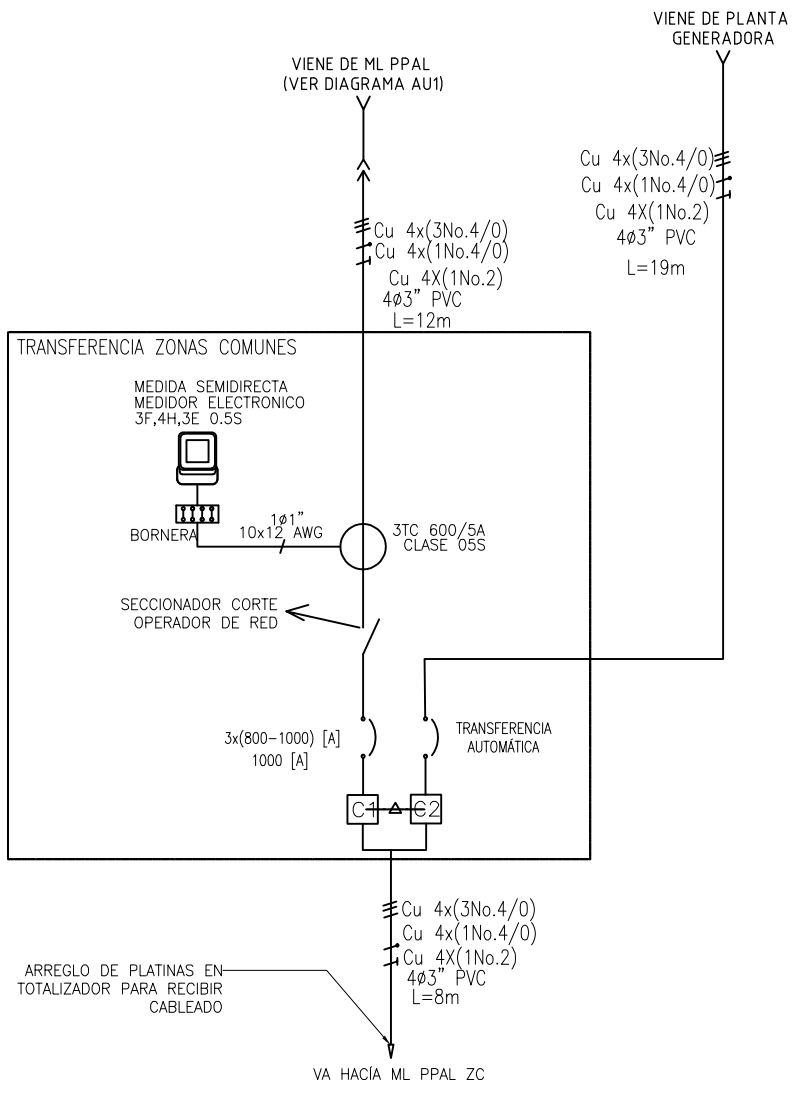 VIENE DE PLANTA
GENERADORA
VIENE DE ML PPAL
(VER DIAGRAMA AU1)
Cu 4x(3No.4/0)
Cu 4x(1No.4/0)
Cu 4X(1No.2)
4ø3" PVC
L=19m
Cu 4x(3No.4/0)
Cu 4x(1No.4/0)
Cu 4X(1No.2)
4ø3" PVC
L=12m
TRANSFERENCIA ZONAS COMUNES
MEDIDA SEMIDIRECTA
MEDIDOR ELECTRONICO
3F,4H,3E 0.5S
BORNERA
1ø1"
10x12 AWG
3TC 600/5A
CLASE 05S
SECCIONADOR CORTE
OPERADOR DE RED
3x(800-1000) [A]
1000 [A]
TRANSFERENCIA
AUTOMÁTICA
C1
C2
Cu 4x(3No.4/0)
Cu 4x(1No.4/0)
Cu 4X(1No.2)
4ø3" PVC
L=8m
ARREGLO DE PLATINAS EN
TOTALIZADOR PARA RECIBIR
CABLEADO
VA HACÍA ML PPAL ZC